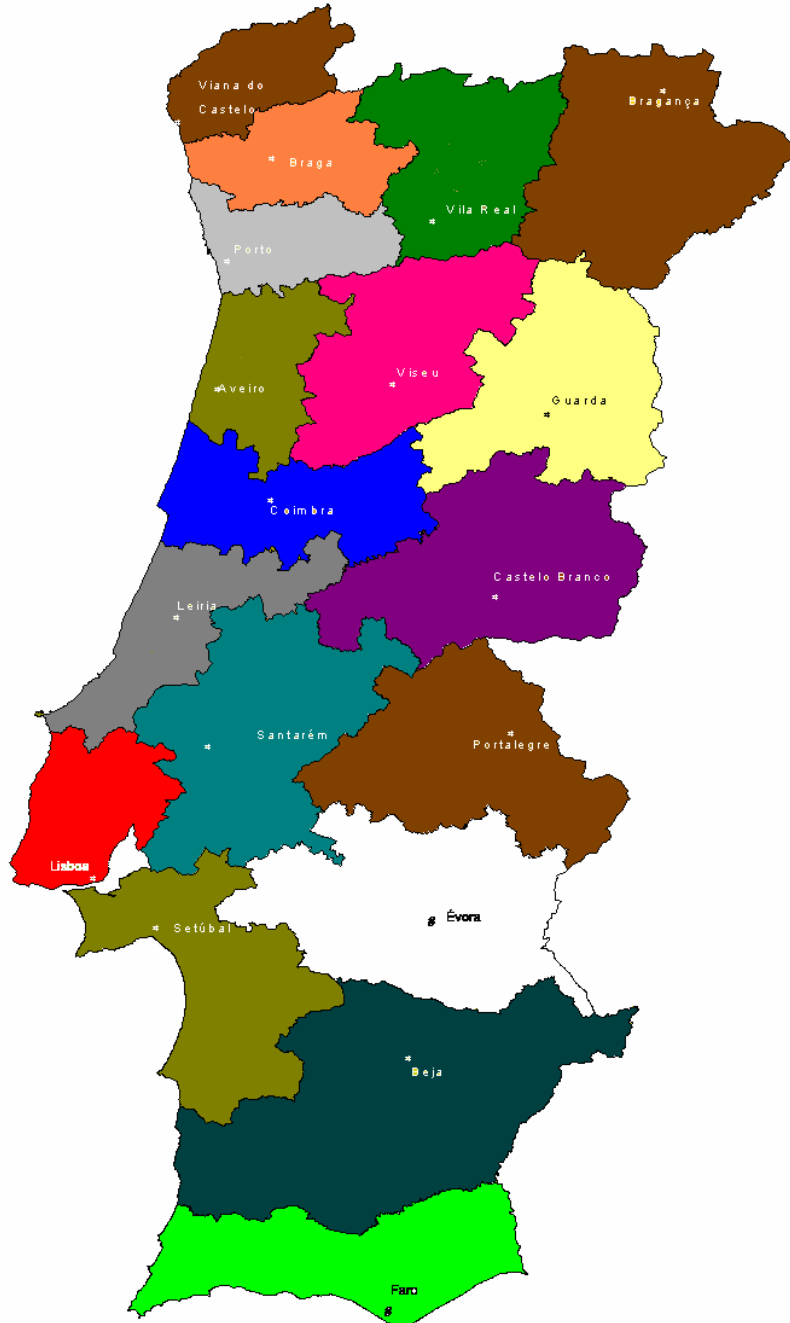 Viana do
Castelo
Bragança
Braga
Vila Real
Porto
Viseu
Aveiro
Guarda
Coimbra
Castelo Branco
Leiria
Santarém
Portalegre
Lisboa
Évora
Setúbal
Beja
Faro